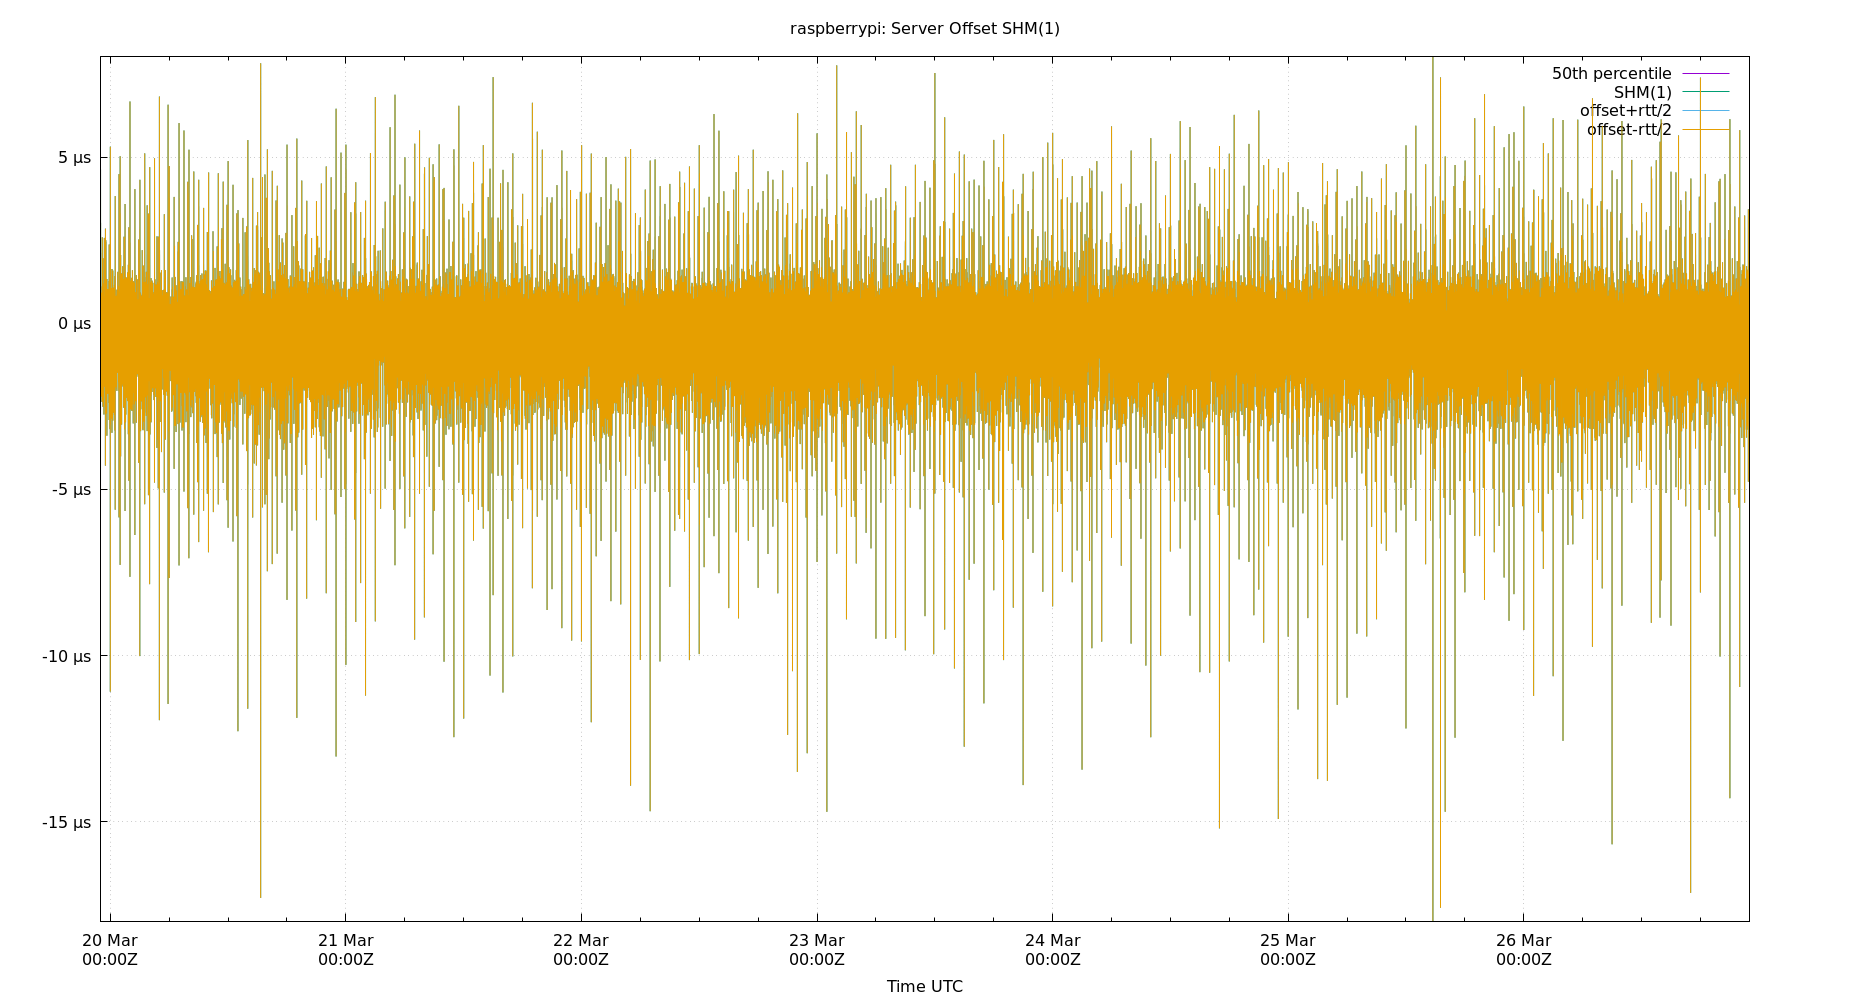 raspberrypi: Server Offset SHM(1)
50th percentile
SHM(1)
offset+rtt/2
offset-rtt/2
5 µs
0 µs
-5 µs
-10 µs
-15 µs
20 Mar 21 Mar 22 Mar 23 Mar 24 Mar 25 Mar 26 Mar
00:00Z 00:00Z 00:00Z 00:00Z 00:00Z 00:00Z 00:00Z
Time UTC